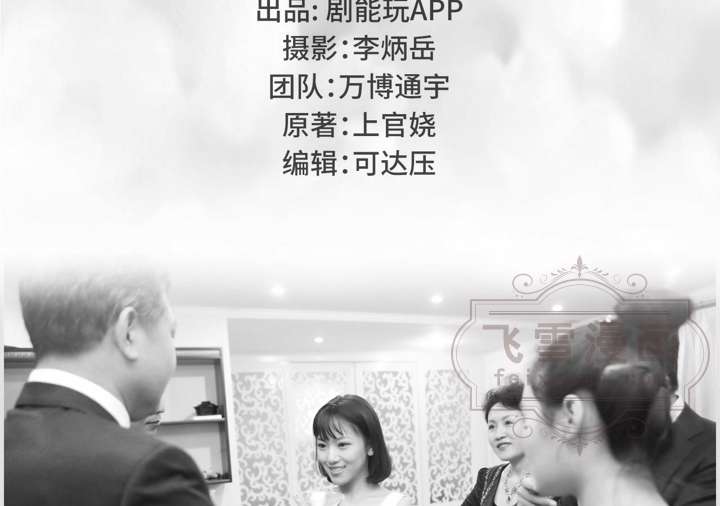 出品: 剧能玩APP
摄影:李炳岳
团队:万博通宇
原著:上官娆
编辑:可达压
飞雪漫
fei